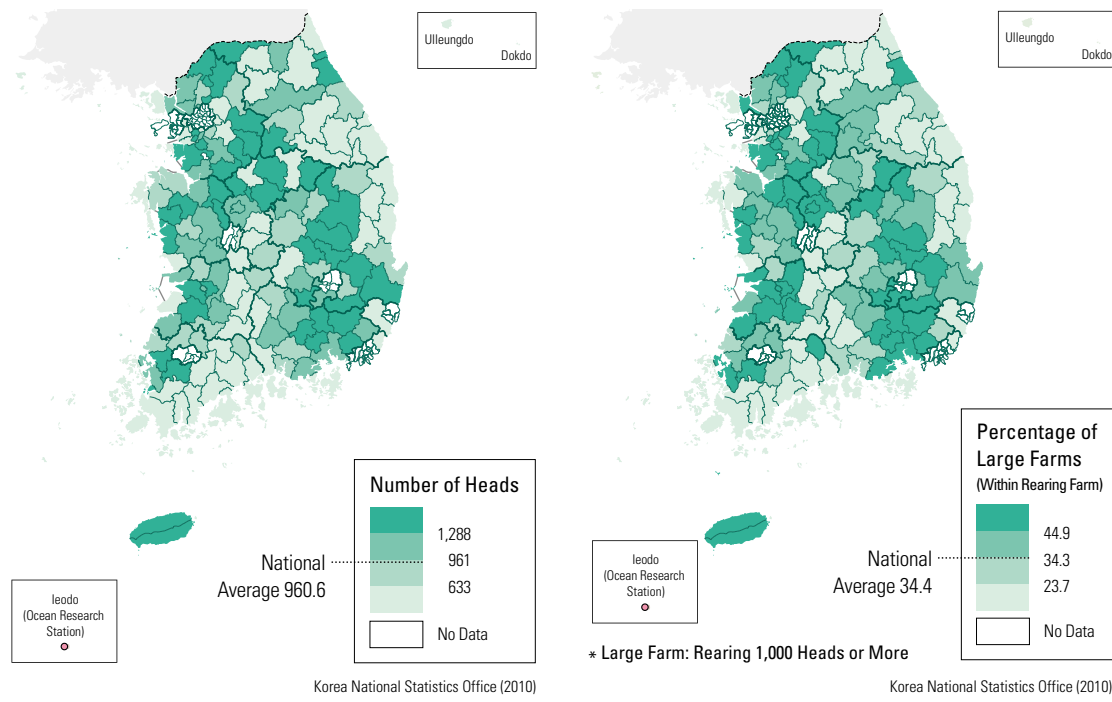 Ulleungdo
Dokdo
Number of Heads
1,288
961
633
No Data
National
Average 960.6
Ieodo
(Ocean Research
Station)
Korea National Statistics Office (2010)
Ulleungdo
Dokdo
Percentage of
Large Farms
(Within Rearing Farm)
44.9
34.3
23.7
No Data
National
Average 34.4
Ieodo
(Ocean Research
Station)
* Large Farm: Rearing 1,000 Heads or More
Korea National Statistics Office (2010)